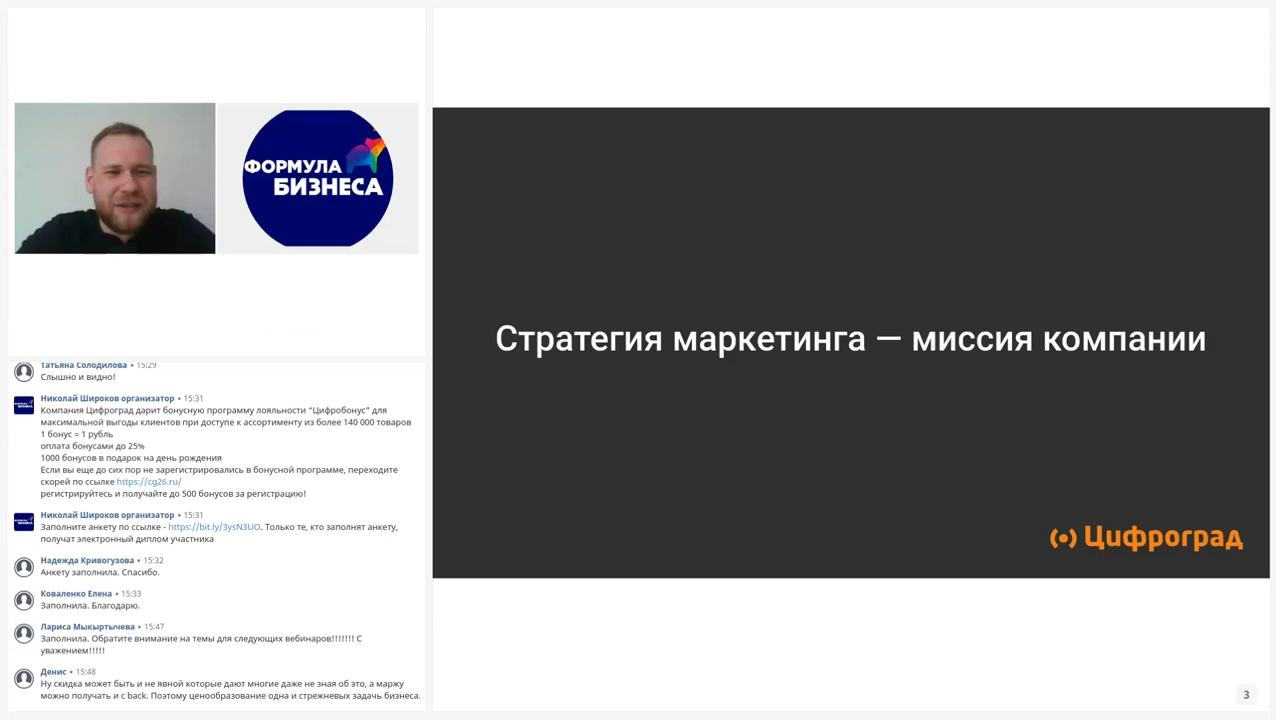 ФОРМУЛА
БИЗНЕСА
Стратегия маркетинга — миссия компании
Цифроград
3
Татьяна Солодилова • 15:29
Слышно и видно!
Николай Широков организатор • 15:31
Компания Цифроград дарит бонусную программу лояльности "Цифробонус" для
максимальной выгоды клиентов при доступе к ассортименту из более 140 000 товаров
1 бонус = 1 рубль
оплата бонусами до 25%
1000 бонусов в подарок на день рождения
Если вы еще до сих пор не зарегистрировались в бонусной программе, переходите
скорей по ссылке https://cg26.ru/
регистрируйтесь и получайте до 500 бонусов за регистрацию!
Николай Широков организатор • 15:31
Заполните анкету по ссылке - https://bit.ly/3ysN3UO. Только те, кто заполнят анкету,
получат электронный диплом участника
Надежда Кривогузова • 15:32
Анкету заполнила. Спасибо.
Коваленко Елена • 15:33
Заполнила. Благодарю.
Лариса Мыкыртычева • 15:47
Заполнила. Обратите внимание на темы для следующих вебинаров!!!!!!! С
уважением!!!!!
Денис • 15:48
Ну скидка может быть и не явной которые дают многие даже не зная об это, а маржу
можно получать и с back. Поэтому ценообразование одна и стрежневых задачь бизнеса.